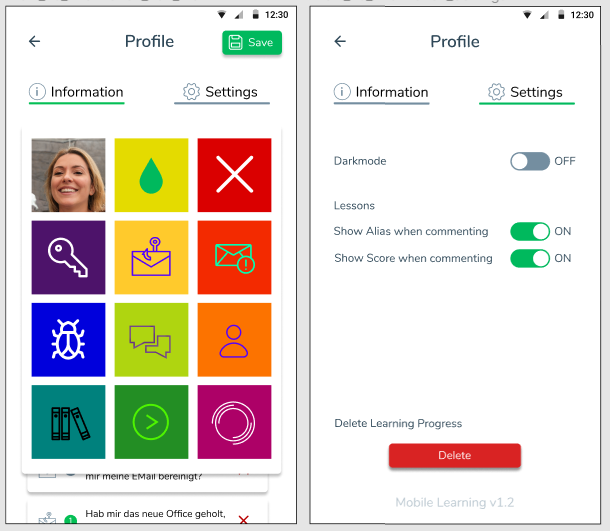 12:30
Profile
Save
Information
Settings
mir meine EMail bereinigt?
1
Hab mir das neue Office geholt,
12:30
Profile
Information
Settings
Darkmode
OFF
Lessons
Show Alias when commenting
ON
Show Score when commenting
ON
Delete Learning Progress
Delete
Mobile Learning v1.2